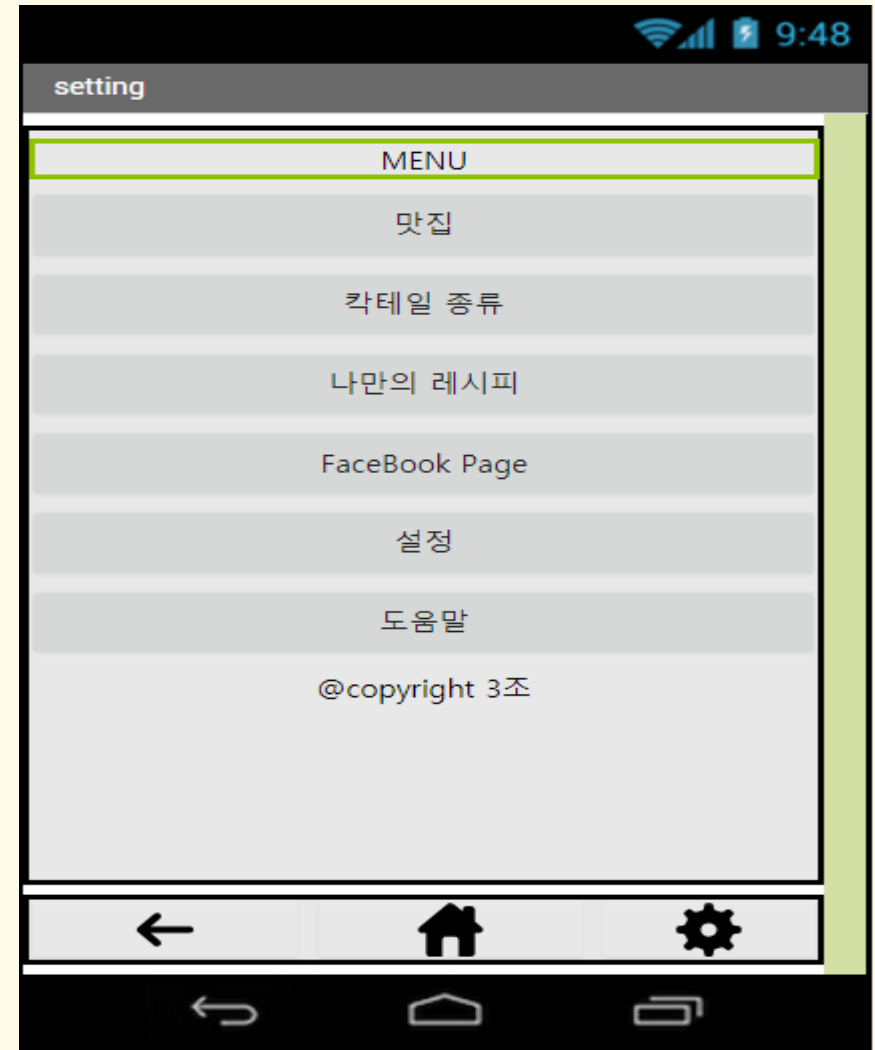 9:48
setting
MENU
맛집
칵테일 종류
나만의 레시피
FaceBook Page
설정
도움말
@copyright 3조